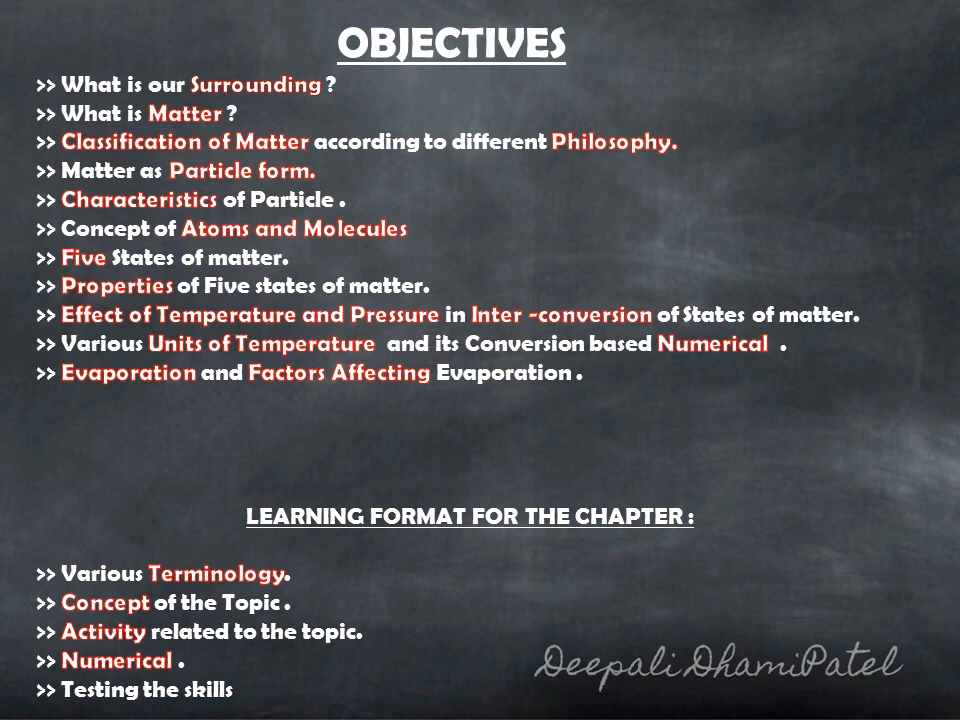 OBJECTIVES
>> What is our Surrounding ?
>> What is Matter ?
>> Classification of Matter according to different Philosophy.
>> Matter as Particle form.
>> Characteristics of Particle .
>> Concept of Atoms and Molecules
>> Five States of matter.
>> Properties of Five states of matter.
>> Effect of Temperature and Pressure in Inter -conversion of States of matter.
>> Various Units of Temperature and its Conversion based Numerical .
>> Evaporation and Factors Affecting Evaporation .
LEARNING FORMAT FOR THE CHAPTER :
>> Various Terminology.
>> Concept of the Topic .
>> Activity related to the topic.
>> Numerical .
>> Testing the skills
Deepali DhamiPatel